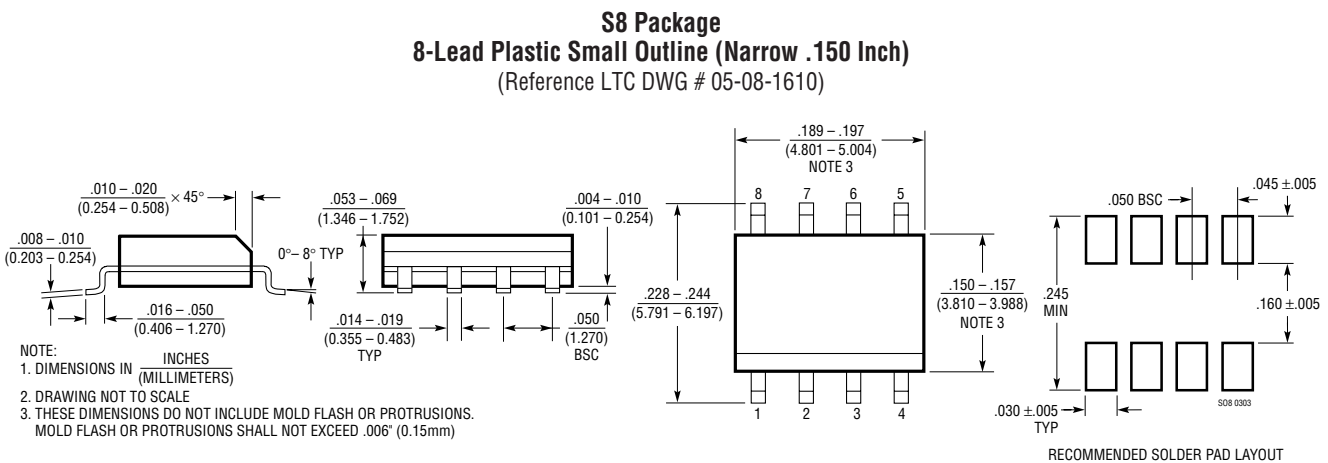 S8 Package
8-Lead Plastic Small Outline (Narrow .150 Inch)
(Reference LTC DWG # 05-08-1610)
.189 – .197
(4.801 – 5.004)
NOTE 3
8 7 6 5
.045 ±.005
.050 BSC
.010 – .020
(0.254 – 0.508)
× 45°
.053 – .069
(1.346 – 1.752)
.004 – .010
(0.101 – 0.254)
.008 – .010
(0.203 – 0.254)
0°– 8° TYP
.016 – .050
(0.406 – 1.270)
.014 – .019
(0.355 – 0.483)
TYP
.050
(1.270)
BSC
.228 – .244
(5.791 – 6.197)
.150 – .157
(3.810 – 3.988)
NOTE 3
.245
MIN
.160 ±.005
1 2 3 4
.030 ±.005
TYP
SO8 0303
RECOMMENDED SOLDER PAD LAYOUT
NOTE:
1. DIMENSIONS IN INCHES
(MILLIMETERS)
2. DRAWING NOT TO SCALE
3. THESE DIMENSIONS DO NOT INCLUDE MOLD FLASH OR PROTRUSIONS.
MOLD FLASH OR PROTRUSIONS SHALL NOT EXCEED .006" (0.15mm)